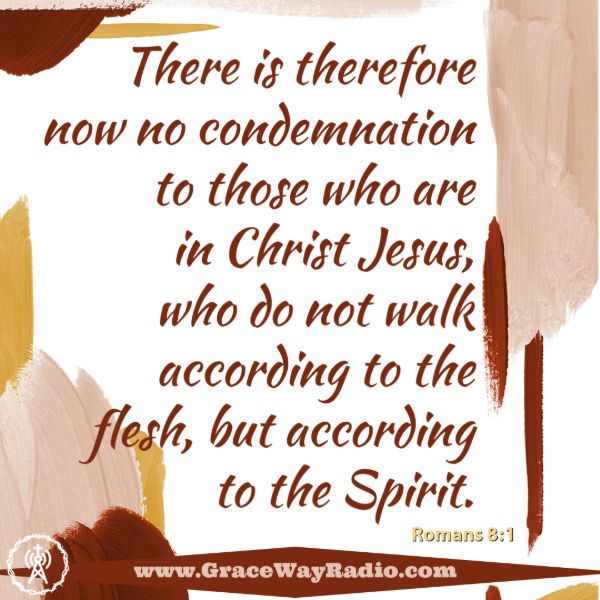 There is therefore
now no condemnation
to those who are
in Christ Jesus,
who do not walk
according to the
flesh, but according
to the Spirit.
Romans 8:1
www.GraceWayRadio.com